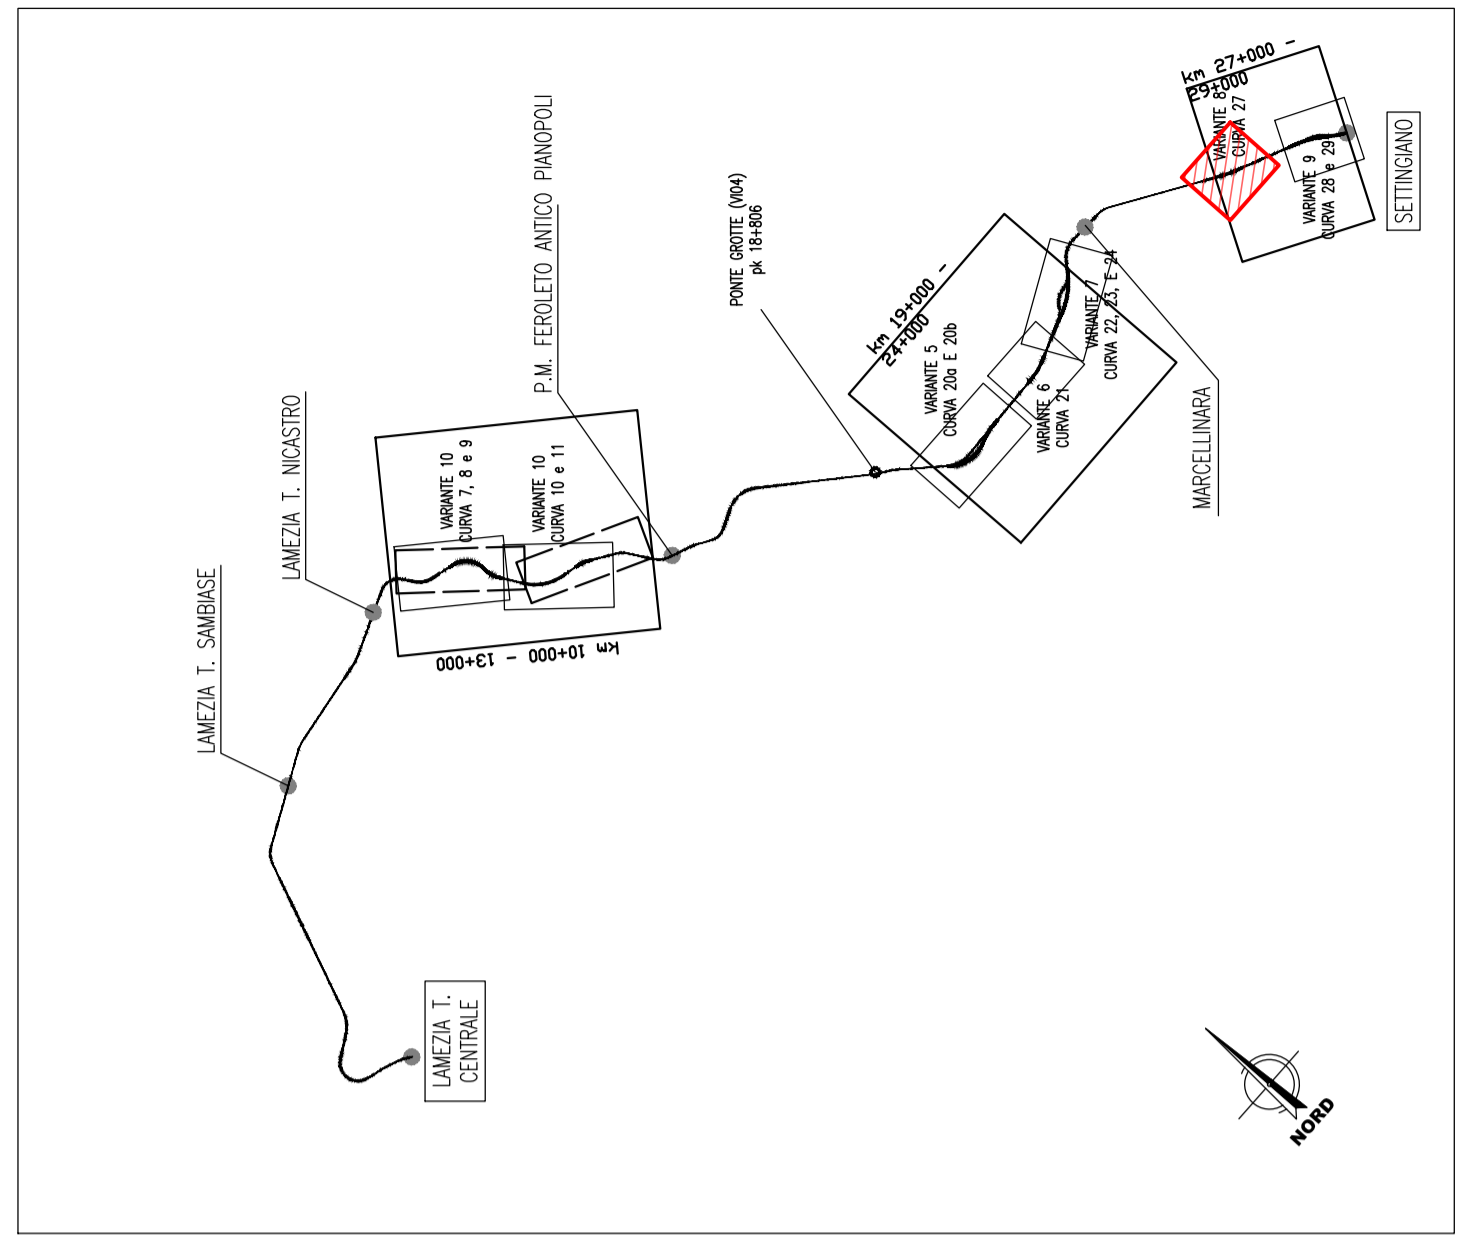 LAMEZIA T.
CENTRALE
LAMEZIA T. SAMBIASE
LAMEZIA T. NICASTRO
km 10+000 - 13+000
VARIANTE 10
CURVA 7, 8 e 9
VARIANTE 10
CURVA 10 e 11
P.M. FEROLETO ANTICO PIANOPOLI
PONTE GROTTE (VI04)
pk 18+806
km 19+000 -
24+000
VARIANTE 5
CURVA 20a E 20b
VARIANTE 6
CURVA 21
VARIANTE 7
CURVA 22, 23, E 24
MARCELLINARA
km 27+000 -
29+000
VARIANTE 8
CURVA 27
VARIANTE 9
CURVA 28 e 29
SETTINGIANO
NORD